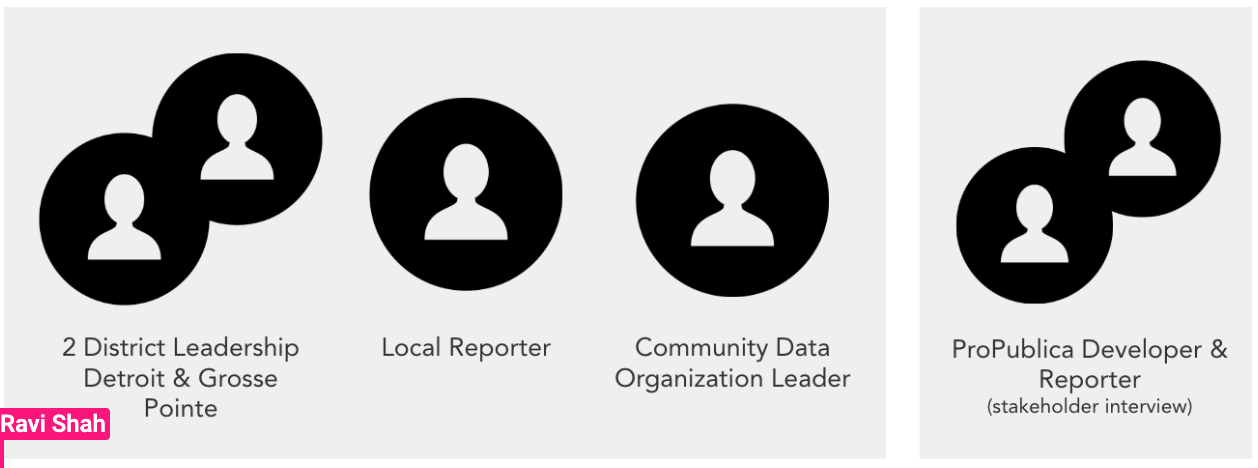 2 District Leadership
Detroit & Grosse
Pointe
Local Reporter
Community Data
Organization Leader
ProPublica Developer &
Reporter
(stakeholder interview)
Ravi Shah